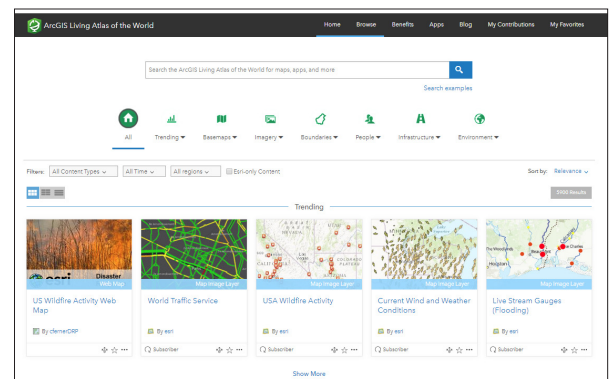 ArcGIS Living Atlas of the World
Home Browse Benefits Apps Blog My Contributions My Favorites
Search the ArcGIS Living Atlas of the World for maps, apps, and more
Search examples
All Trending Basemaps Imagery Boundaries People Infrastructure Environment
Filters: All Content Types All Time All regions Esri-only Content Sort by: Relevance
Results
Trending
esri Disaster
Web Map Map Image Layer Map Image Layer Map Image Layer Map Image Layer
US Wildfire Activity Web World Traffic Service USA Wildfire Activity Current Wind and Weather Live Stream Gauges
Map Conditions (Flooding)
By cfernerDRP By esri By esri By esri By esri
Subscriber Subscriber Subscriber Subscriber
Show More